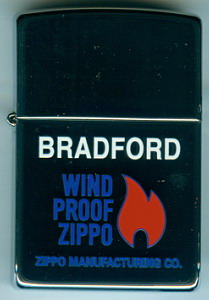 BRADFORD
WIND
PROOF
ZIPPO
ZIPPO MANUFACTURING CO.